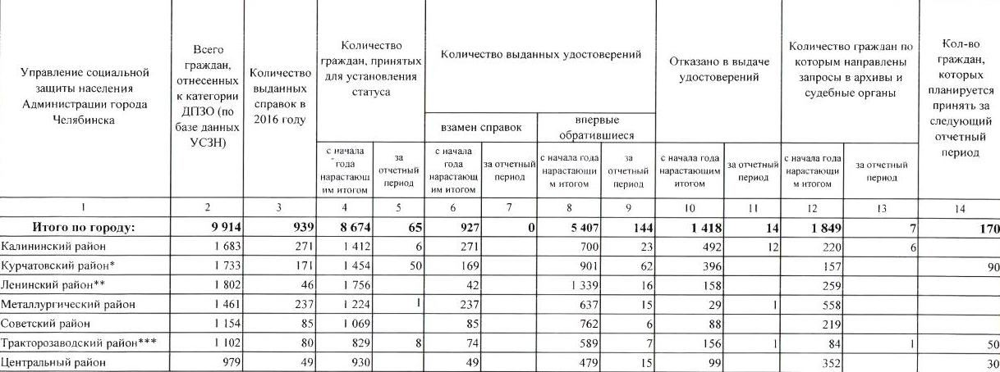 Управление социальной
защиты населения
Администрации города
Челябинска
Всего
граждан,
отнесенных
к категории
ДПЗО (по
базе данных
УСЗН)
Количество
выданных
справок в
2016 году
Количество
граждан, принятых
для установления
статуса
Количество выданных удостоверений
Отказано в выдаче
удостоверений
Количество граждан по
которым направлены
запросы в архивы и
судебные органы
Кол-во
граждан,
которых
планируется
принять за
следующий
отчетный
период
взамен справок
впервые
обратившиеся
с начала
года
нарастающ
им итогом
за
отчетный
период
с начала
года
нарастающ
им итогом
за отчетный
период
с начала года
нарастающи
м итогом
за
отчетный
период
с начала года
нарастающим
итогом
за отчетный
период
с начала года
нарастающи
м итогом
за отчетный
период
1 2 3 4 5 6 7 8 9 10 11 12 13 14
Итого по городу: 9 914 939 8 674 65 927 0 5 407 144 1 418 14 1 849 7 170
Калининский район 1 683 271 1 412 6 271 700 23 492 12 220 6
Курчатовский район* 1 733 171 1 454 50 169 901 62 396 157 90
Ленинский район** 1 802 46 1 756 42 1 339 16 158 259
Металлургический район 1 461 237 1 224 1 237 637 15 29 1 558
Советский район 1 154 85 1 069 85 762 6 88 219
Тракторозаводский район*** 1 102 80 829 8 74 589 7 156 1 84 1 50
Центральный район 979 49 930 49 479 15 99 352 30